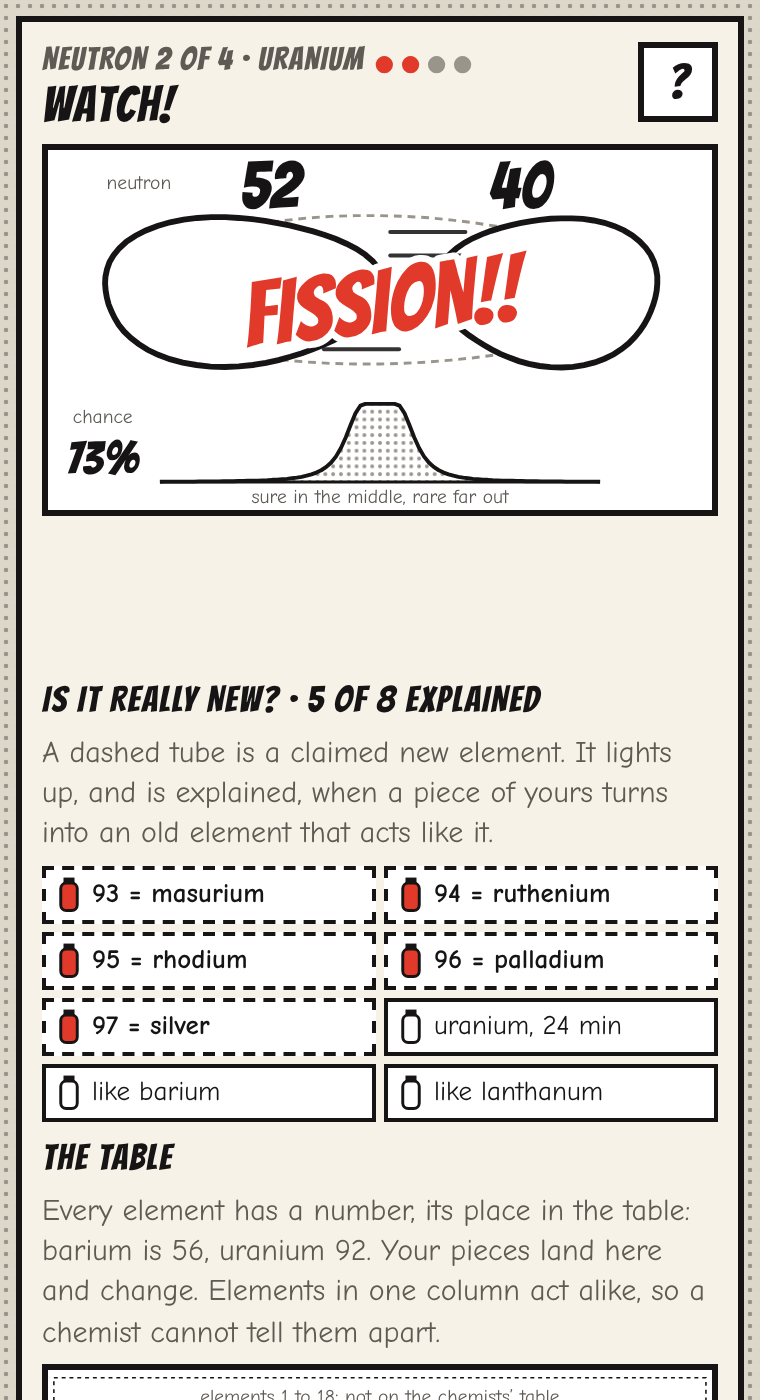 NEUTRON 2 OF 4 · URANIUM
WATCH!
?
neutron
52
40
FISSION!!
chance
73%
sure in the middle, rare far out
IS IT REALLY NEW? · 5 OF 8 EXPLAINED
A dashed tube is a claimed new element. It lights
up, and is explained, when a piece of yours turns
into an old element that acts like it.
93 = masurium
94 = ruthenium
95 = rhodium
96 = palladium
97 = silver
uranium, 24 min
like barium
like lanthanum
THE TABLE
Every element has a number, its place in the table:
barium is 56, uranium 92. Your pieces land here
and change. Elements in one column act alike, so a
chemist cannot tell them apart.
elements 1 to 18: not on the chemists' table